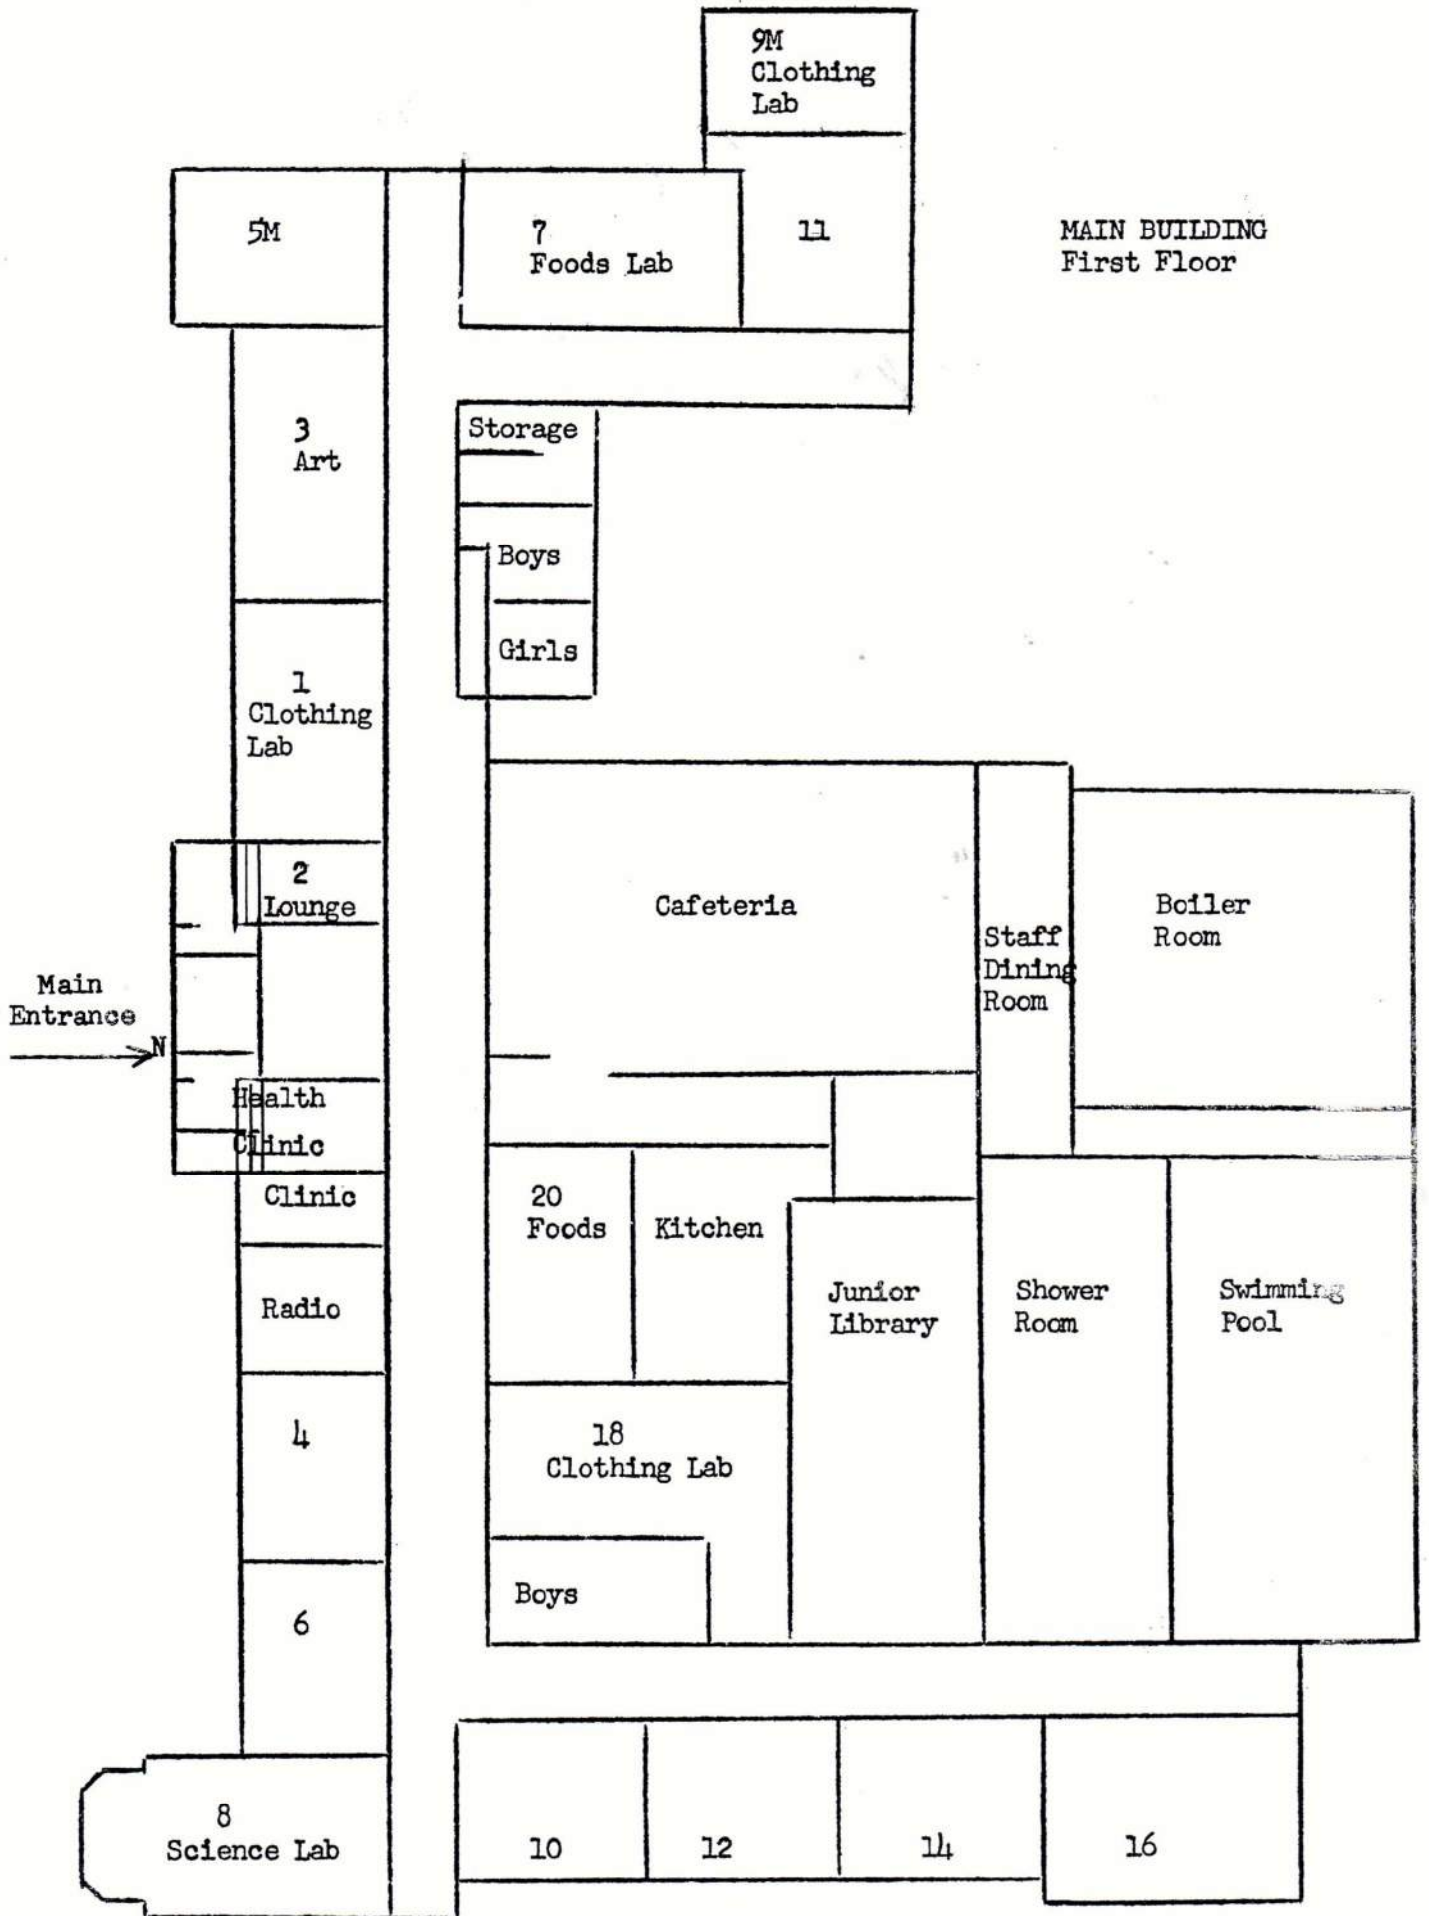 9M
Clothing
Lab
5M
7
Foods Lab
11
MAIN BUILDING
First Floor
3
Art
Storage
Boys
Girls
1
Clothing
Lab
2
Lounge
Main
Entrance
N
Health
Clinic
Clinic
Radio
4
6
8
Science Lab
Cafeteria
Staff
Dining
Room
Boiler
Room
20
Foods
Kitchen
Junior
Library
Shower
Room
Swimming
Pool
18
Clothing Lab
Boys
10
12
14
16